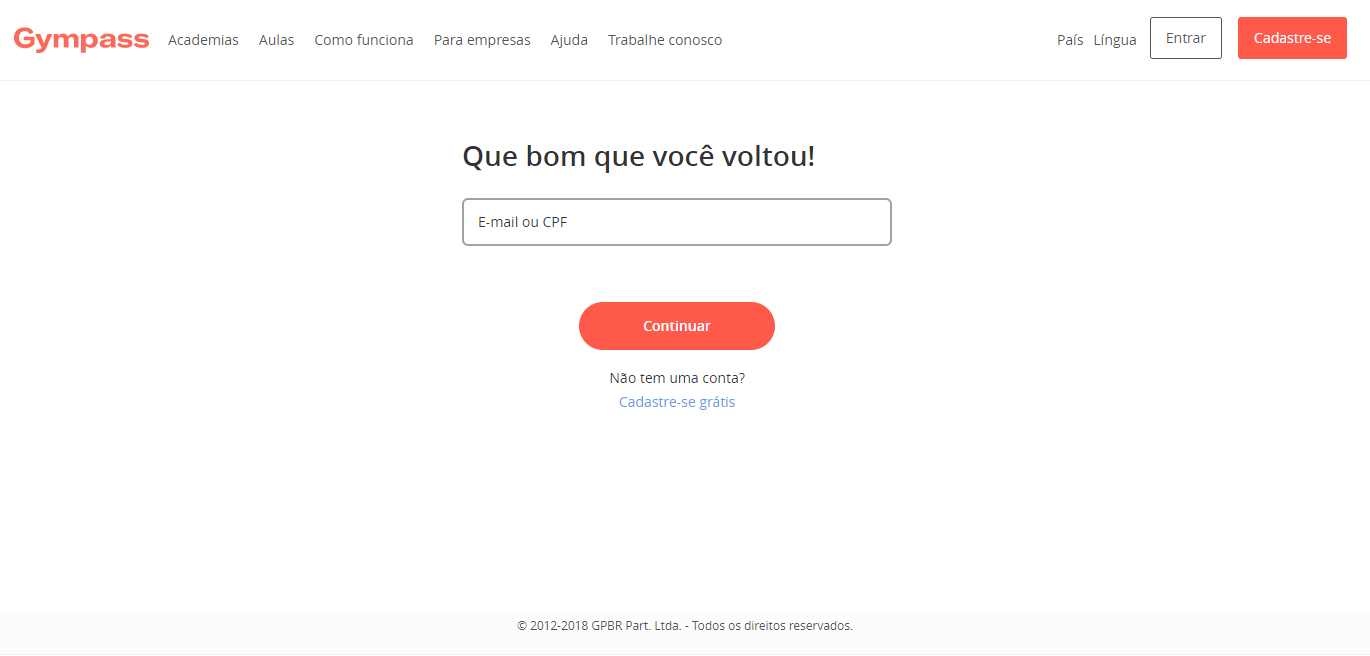 Gympass Academias Aulas Como funciona Para empresas Ajuda Trabalhe conosco País Língua Entrar Cadastre-se
Que bom que você voltou!
E-mail ou CPF
Continuar
Não tem uma conta?
Cadastre-se grátis
© 2012-2018 GPBR Part. Ltda. - Todos os direitos reservados.